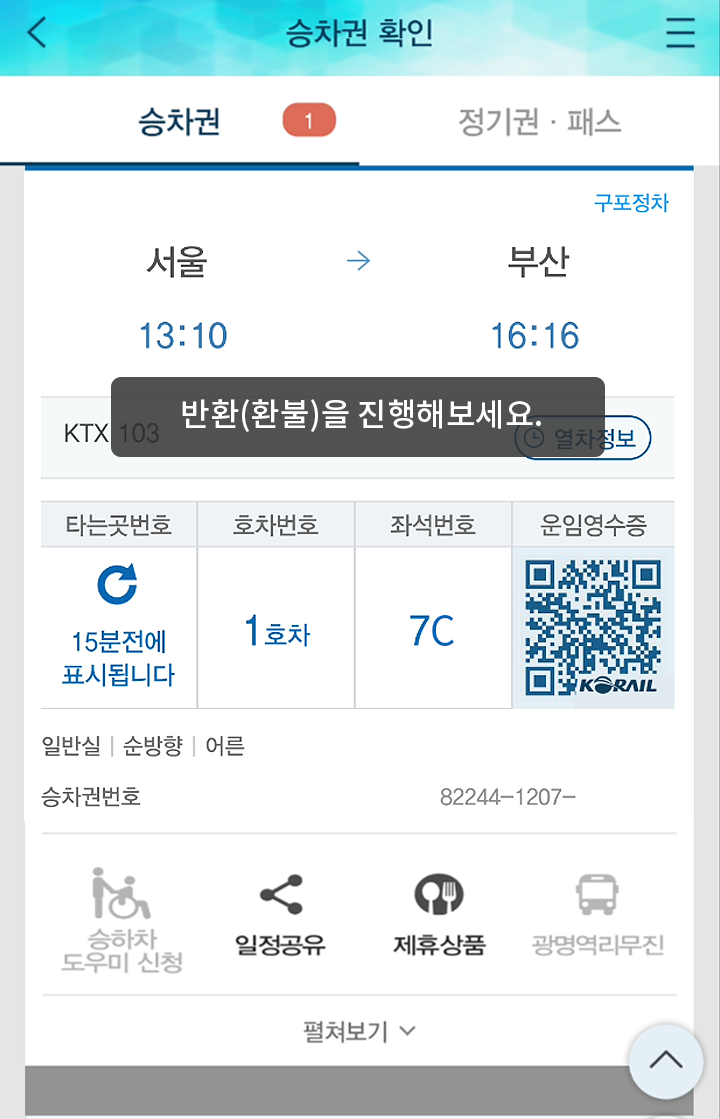 승차권 확인
승차권 1 정기권 · 패스
구포정차
서울 → 부산
13:10 16:16
반환(환불)을 진행해보세요.
KTX 103 열차정보
타는곳번호 호차번호 좌석번호 운임영수증
15분전에
표시됩니다
1호차
7C
KORAIL
일반실 | 순방향 | 어른
승차권번호 82244-1207-
승하차
도우미 신청
일정공유
제휴상품
광명역리무진
펼쳐보기